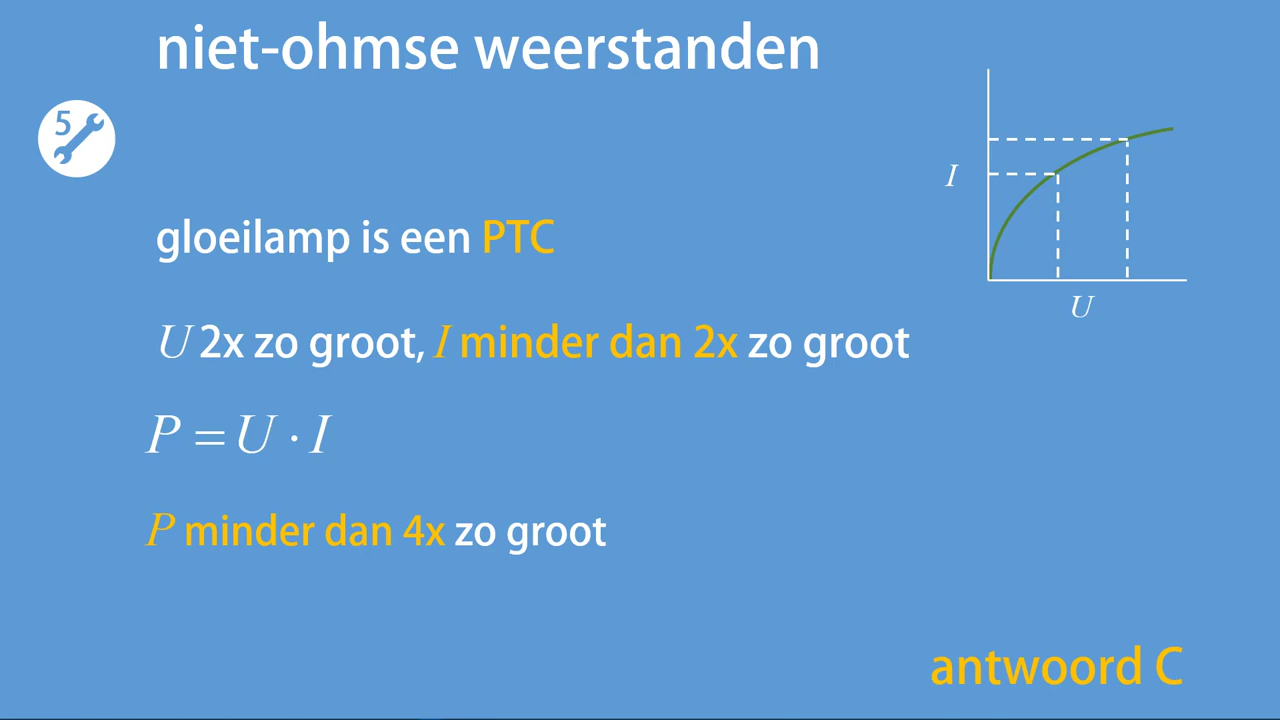 niet-ohmse weerstanden
5
gloeilamp is een PTC
I
U
U 2x zo groot, I minder dan 2x zo groot
P = U · I
P minder dan 4x zo groot
antwoord C